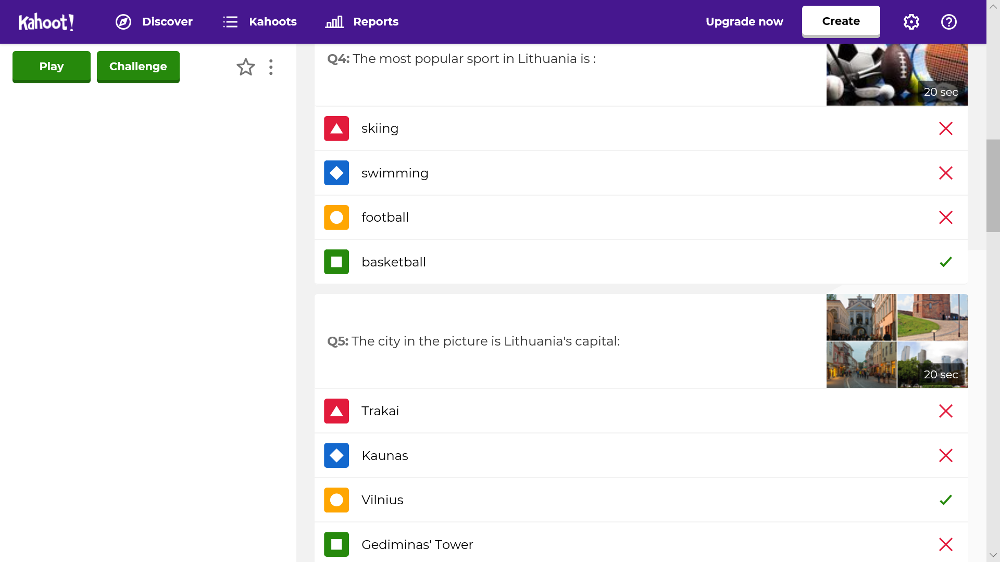 Kahoot! Discover Kahoots Reports Upgrade now Create
Play Challenge
Q4: The most popular sport in Lithuania is :
20 sec
skiing
swimming
football
basketball
Q5: The city in the picture is Lithuania's capital:
20 sec
Trakai
Kaunas
Vilnius
Gediminas' Tower